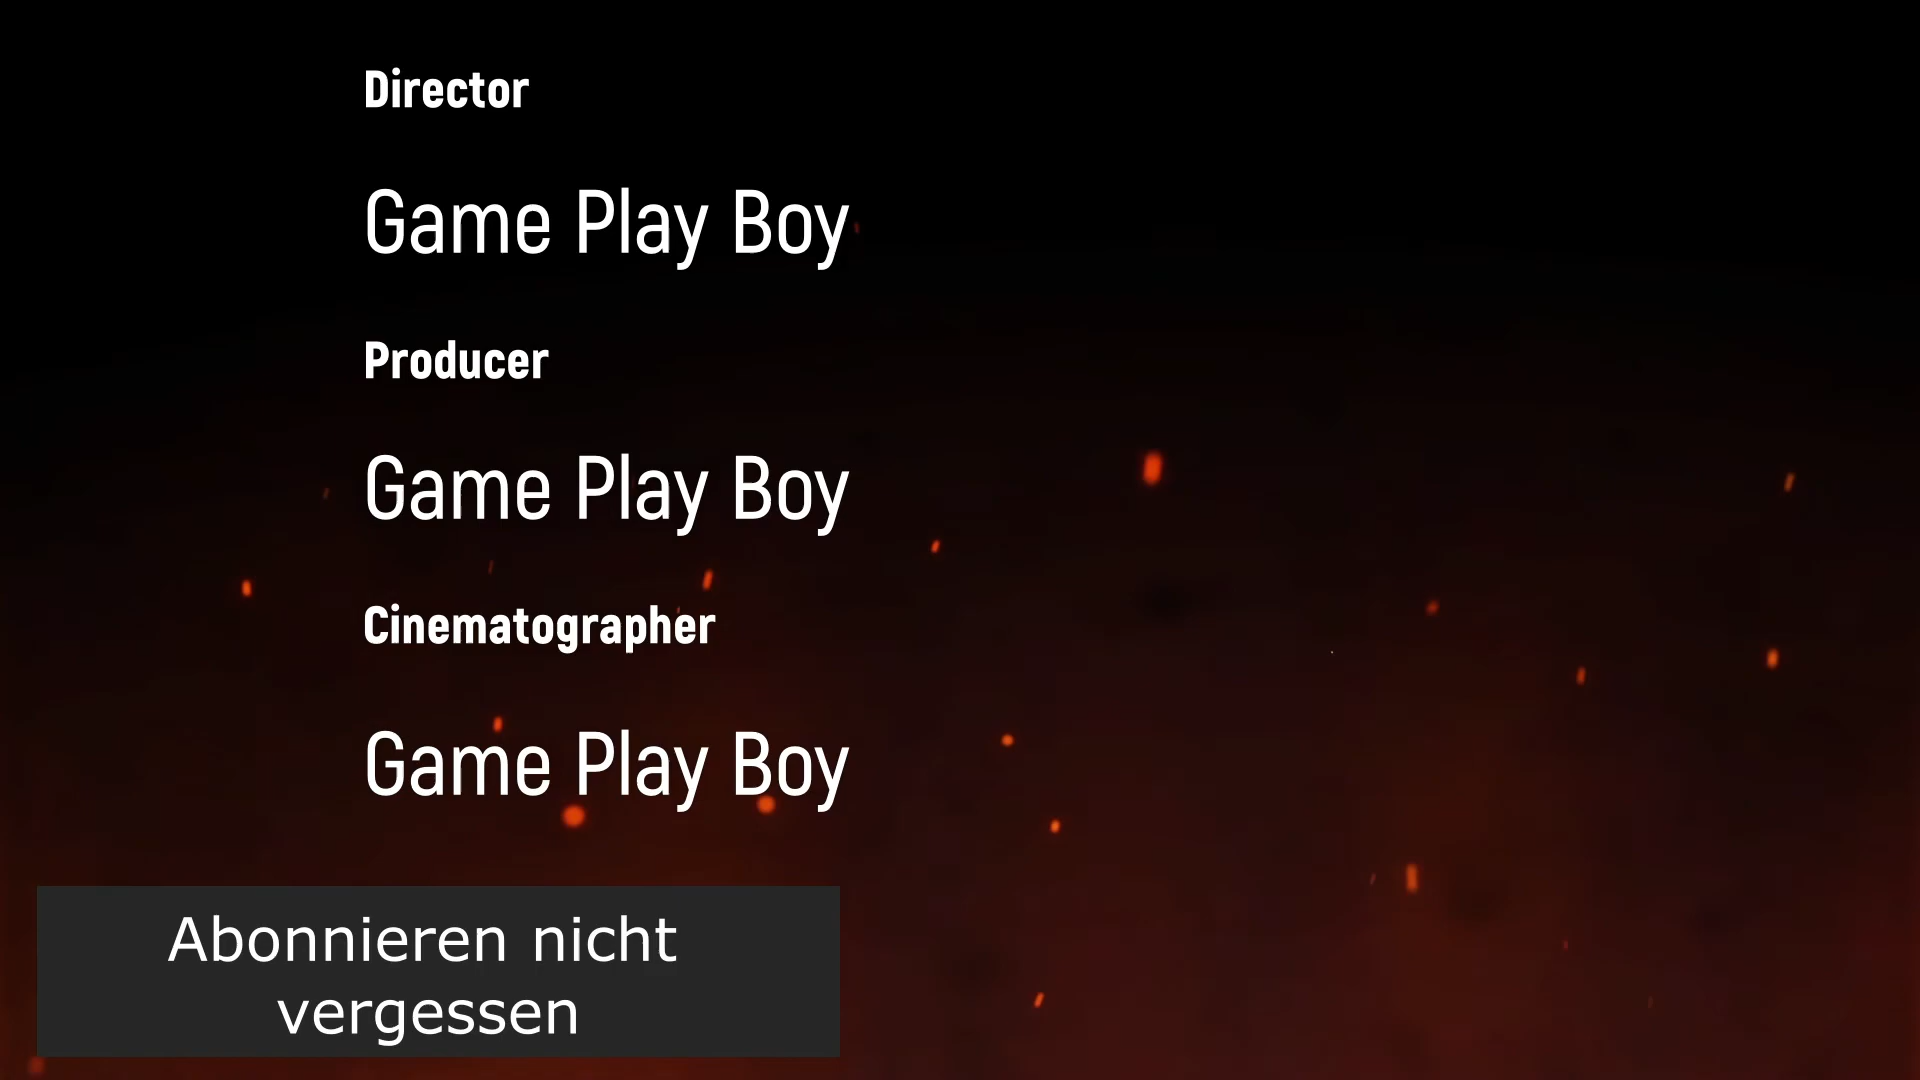 Director
Game Play Boy
Producer
Game Play Boy
Cinematographer
Game Play Boy
Abonnieren nicht
vergessen